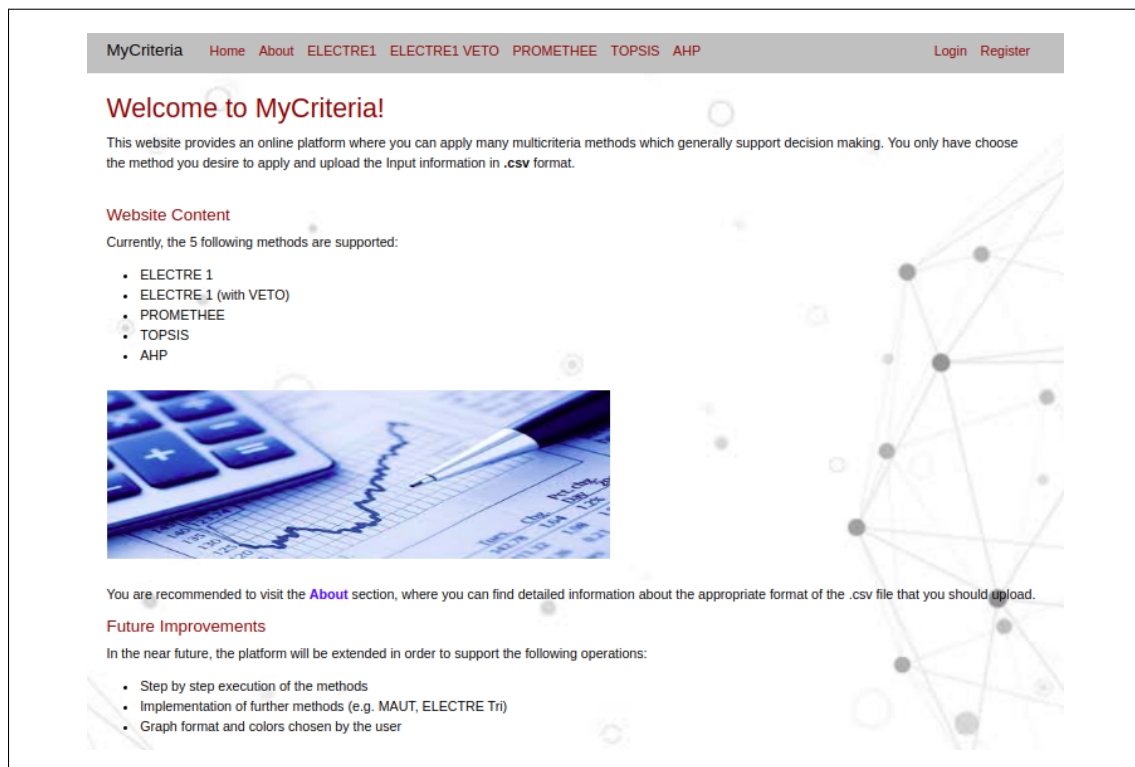 MyCriteria Home About ELECTRE1 ELECTRE1 VETO PROMETHEE TOPSIS AHP Login Register
Welcome to MyCriteria!
This website provides an online platform where you can apply many multicriteria methods which generally support decision making. You only have choose
the method you desire to apply and upload the Input information in .csv format.
Website Content
Currently, the 5 following methods are supported:
• ELECTRE 1
• ELECTRE 1 (with VETO)
• PROMETHEE
• TOPSIS
• AHP
You are recommended to visit the About section, where you can find detailed information about the appropriate format of the .csv file that you should upload.
Future Improvements
In the near future, the platform will be extended in order to support the following operations:
• Step by step execution of the methods
• Implementation of further methods (e.g. MAUT, ELECTRE Tri)
• Graph format and colors chosen by the user